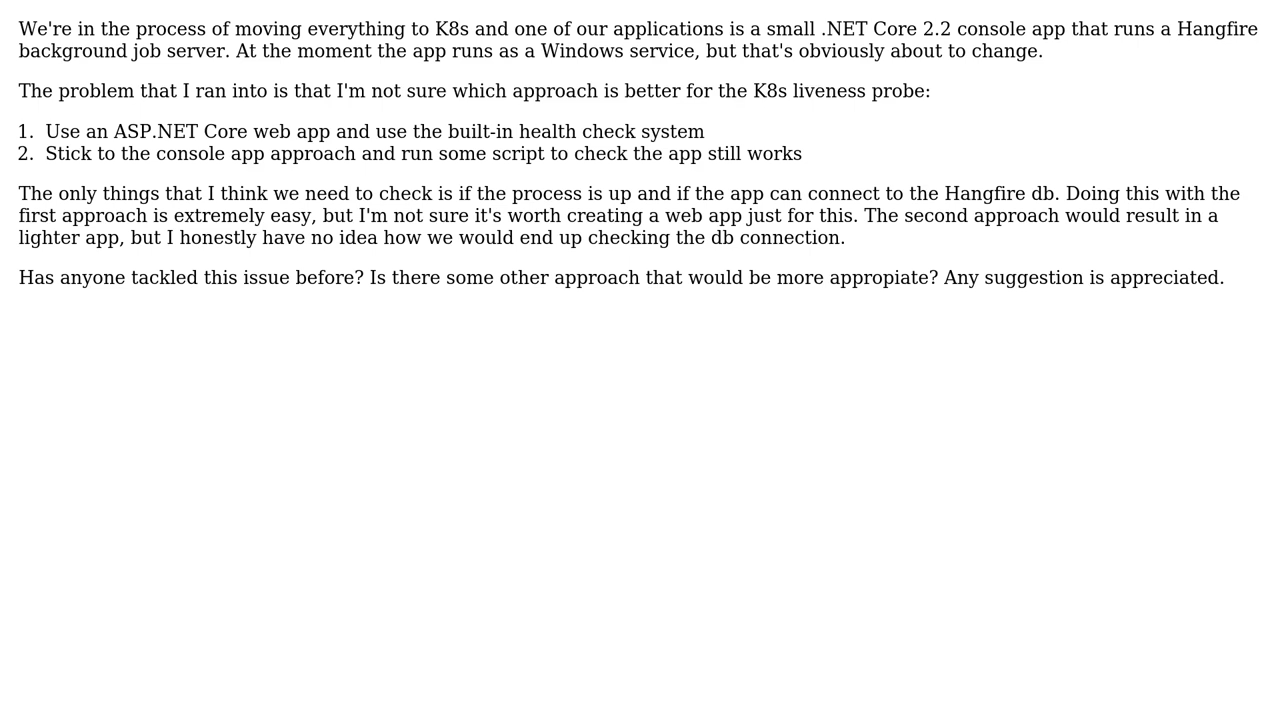 We're in the process of moving everything to K8s and one of our applications is a small .NET Core 2.2 console app that runs a Hangfire
background job server. At the moment the app runs as a Windows service, but that's obviously about to change.
The problem that I ran into is that I'm not sure which approach is better for the K8s liveness probe:
1. Use an ASP.NET Core web app and use the built-in health check system
2. Stick to the console app approach and run some script to check the app still works
The only things that I think we need to check is if the process is up and if the app can connect to the Hangfire db. Doing this with the
first approach is extremely easy, but I'm not sure it's worth creating a web app just for this. The second approach would result in a
lighter app, but I honestly have no idea how we would end up checking the db connection.
Has anyone tackled this issue before? Is there some other approach that would be more appropiate? Any suggestion is appreciated.